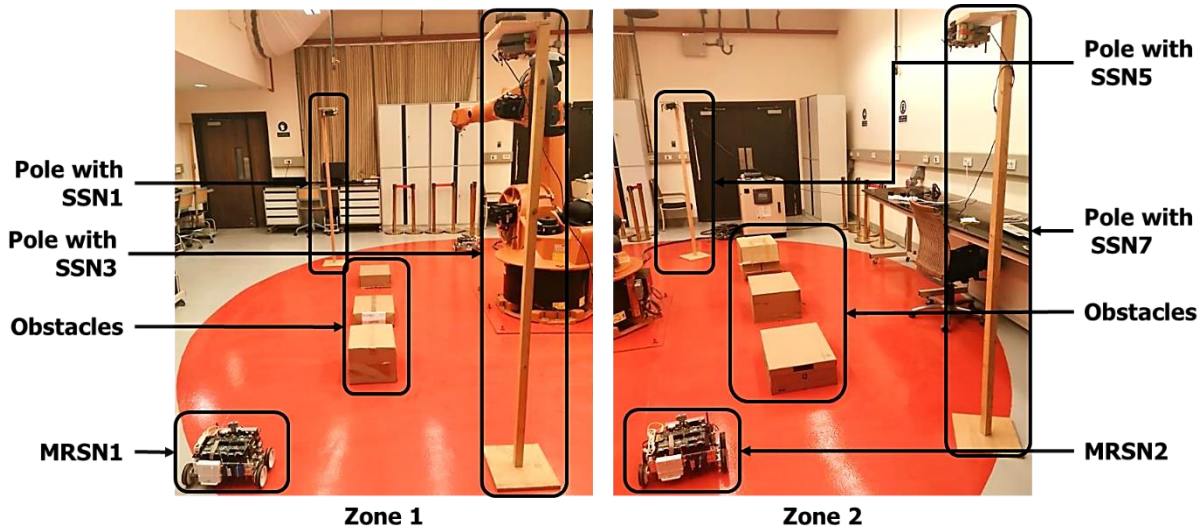 Pole with
SSN1
Pole with
SSN3
Obstacles
MRSN1
Zone 1
Pole with
SSN5
Pole with
SSN7
Obstacles
MRSN2
Zone 2